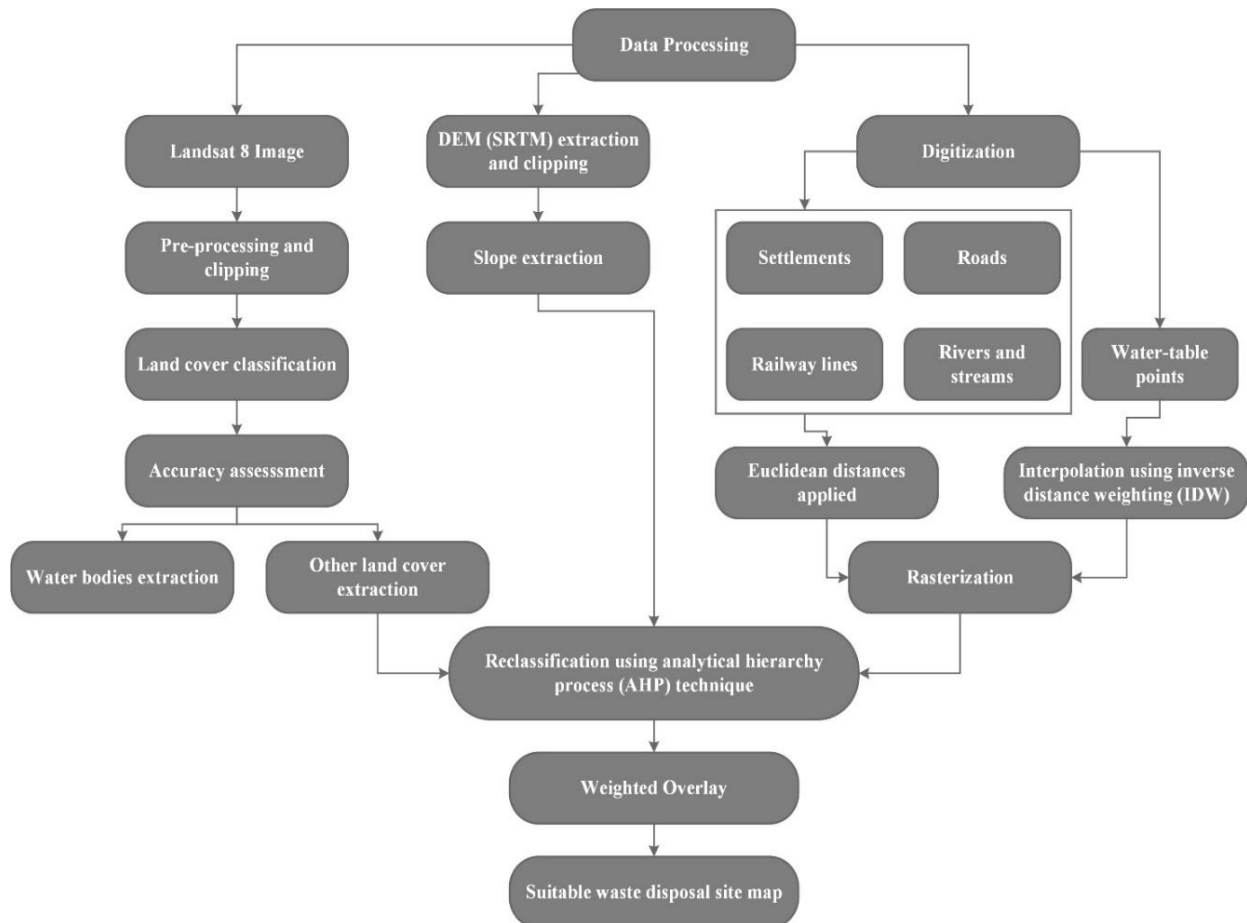 Data Processing
Landsat 8 Image
DEM (SRTM) extraction
and clipping
Digitization
Pre-processing and
clipping
Slope extraction
Settlements
Roads
Land cover classification
Railway lines
Rivers and
streams
Water-table
points
Accuracy assesssment
Euclidean distances
applied
Interpolation using inverse
distance weighting (IDW)
Water bodies extraction
Other land cover
extraction
Rasterization
Reclassification using analytical hierarchy
process (AHP) technique
Weighted Overlay
Suitable waste disposal site map